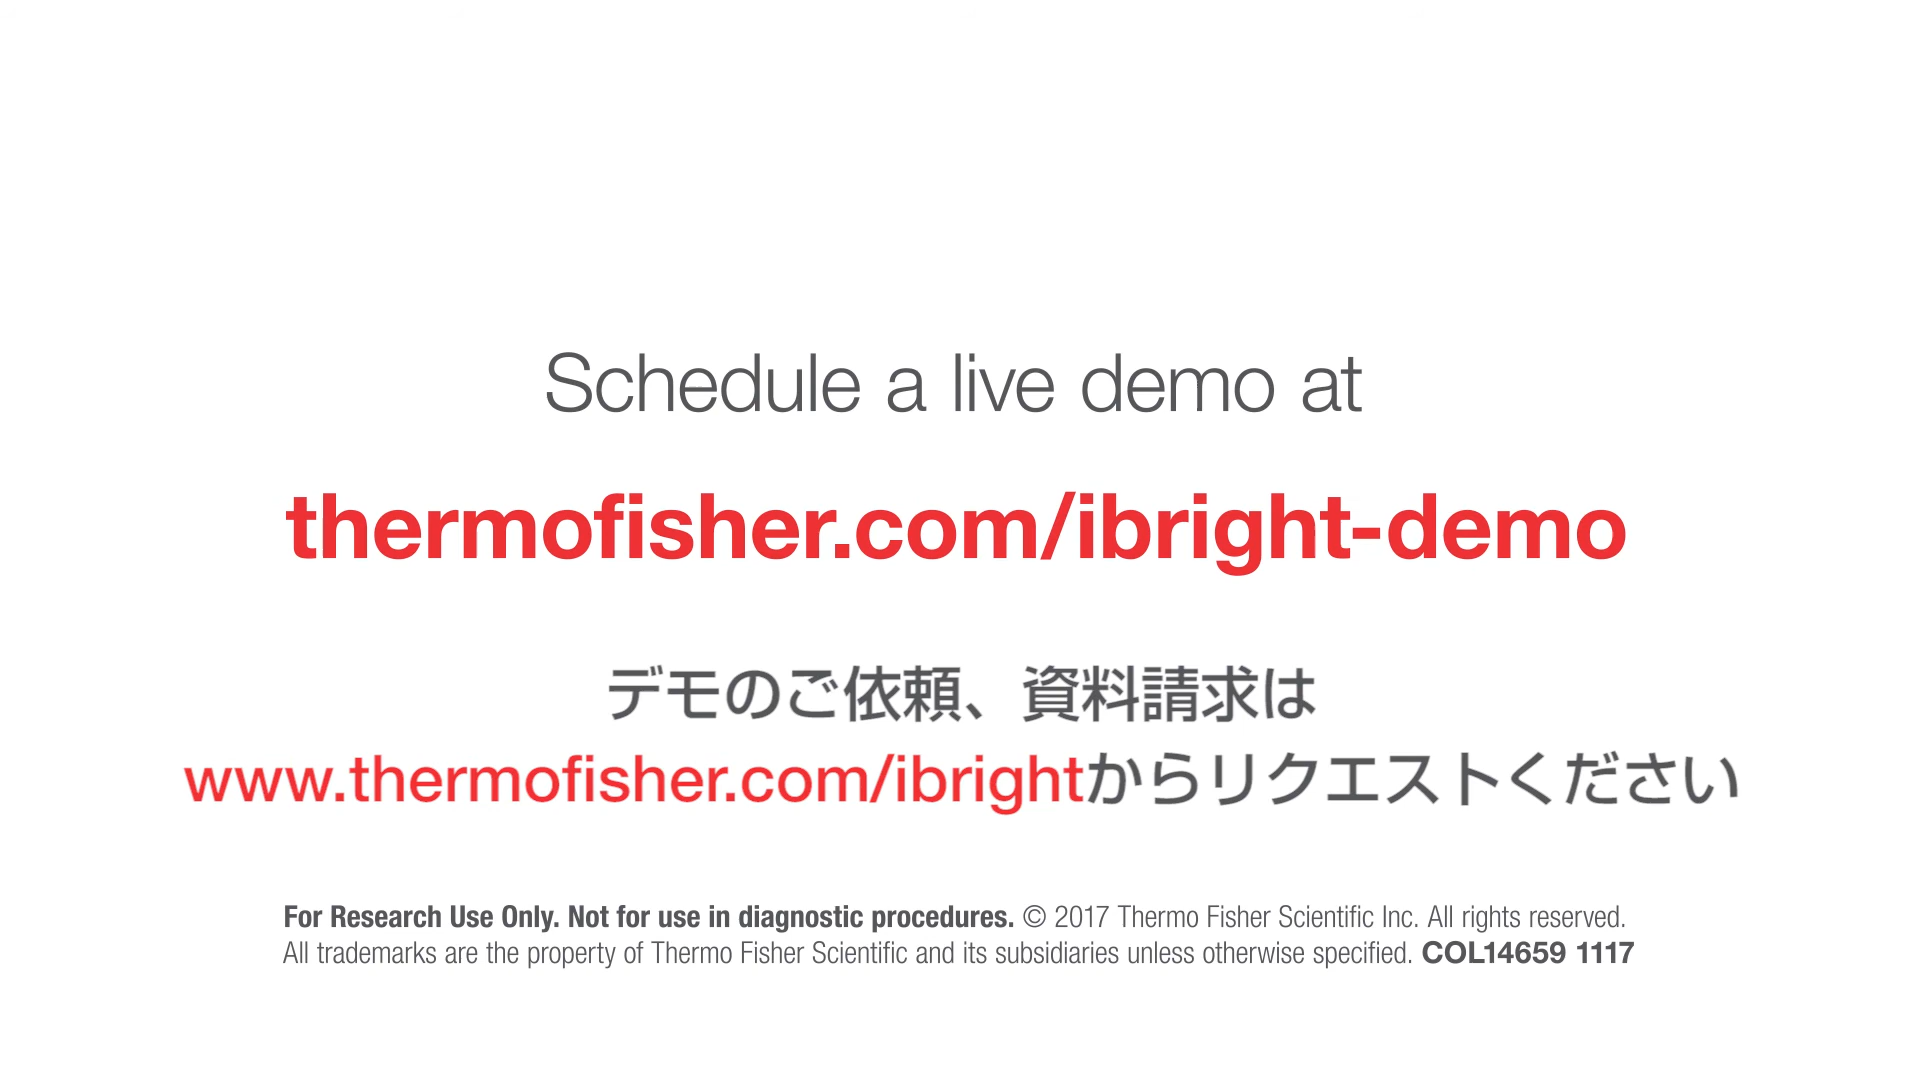 Schedule a live demo at
thermofisher.com/ibright-demo
デモのご依頼、資料請求は
www.thermofisher.com/ibrightからリクエストください
For Research Use Only. Not for use in diagnostic procedures. © 2017 Thermo Fisher Scientific Inc. All rights reserved.
All trademarks are the property of Thermo Fisher Scientific and its subsidiaries unless otherwise specified. COL14659 1117